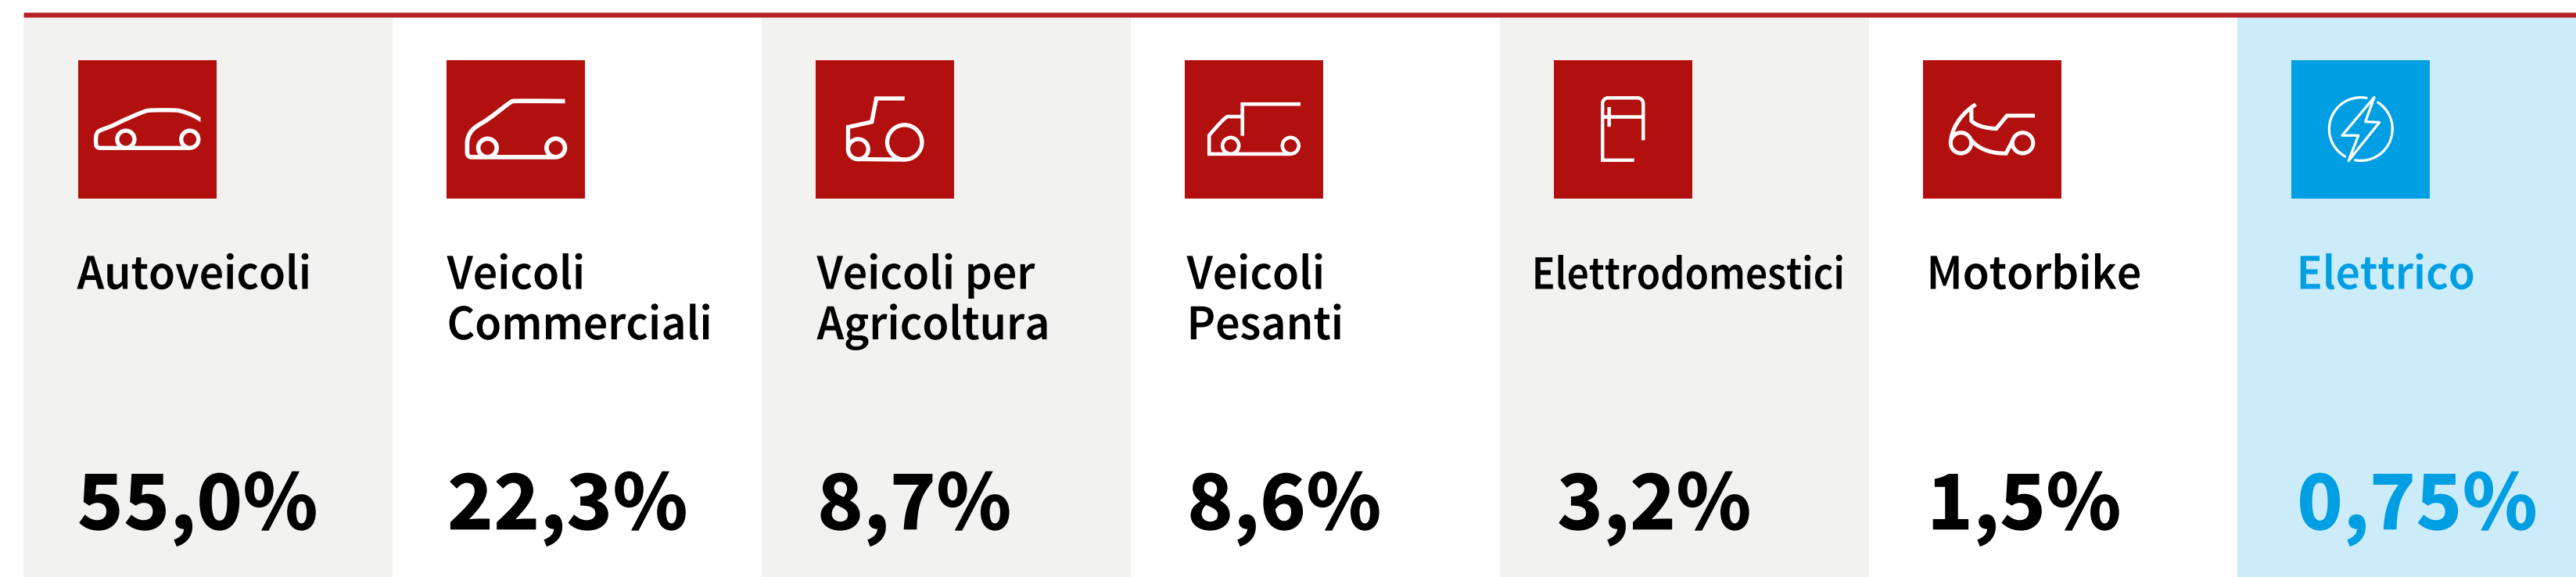 Autoveicoli
55,0%
Veicoli
Commerciali
22,3%
Veicoli per
Agricoltura
8,7%
Veicoli
Pesanti
8,6%
Elettrodomestici
3,2%
Motorbike
1,5%
Elettrico
0,75%